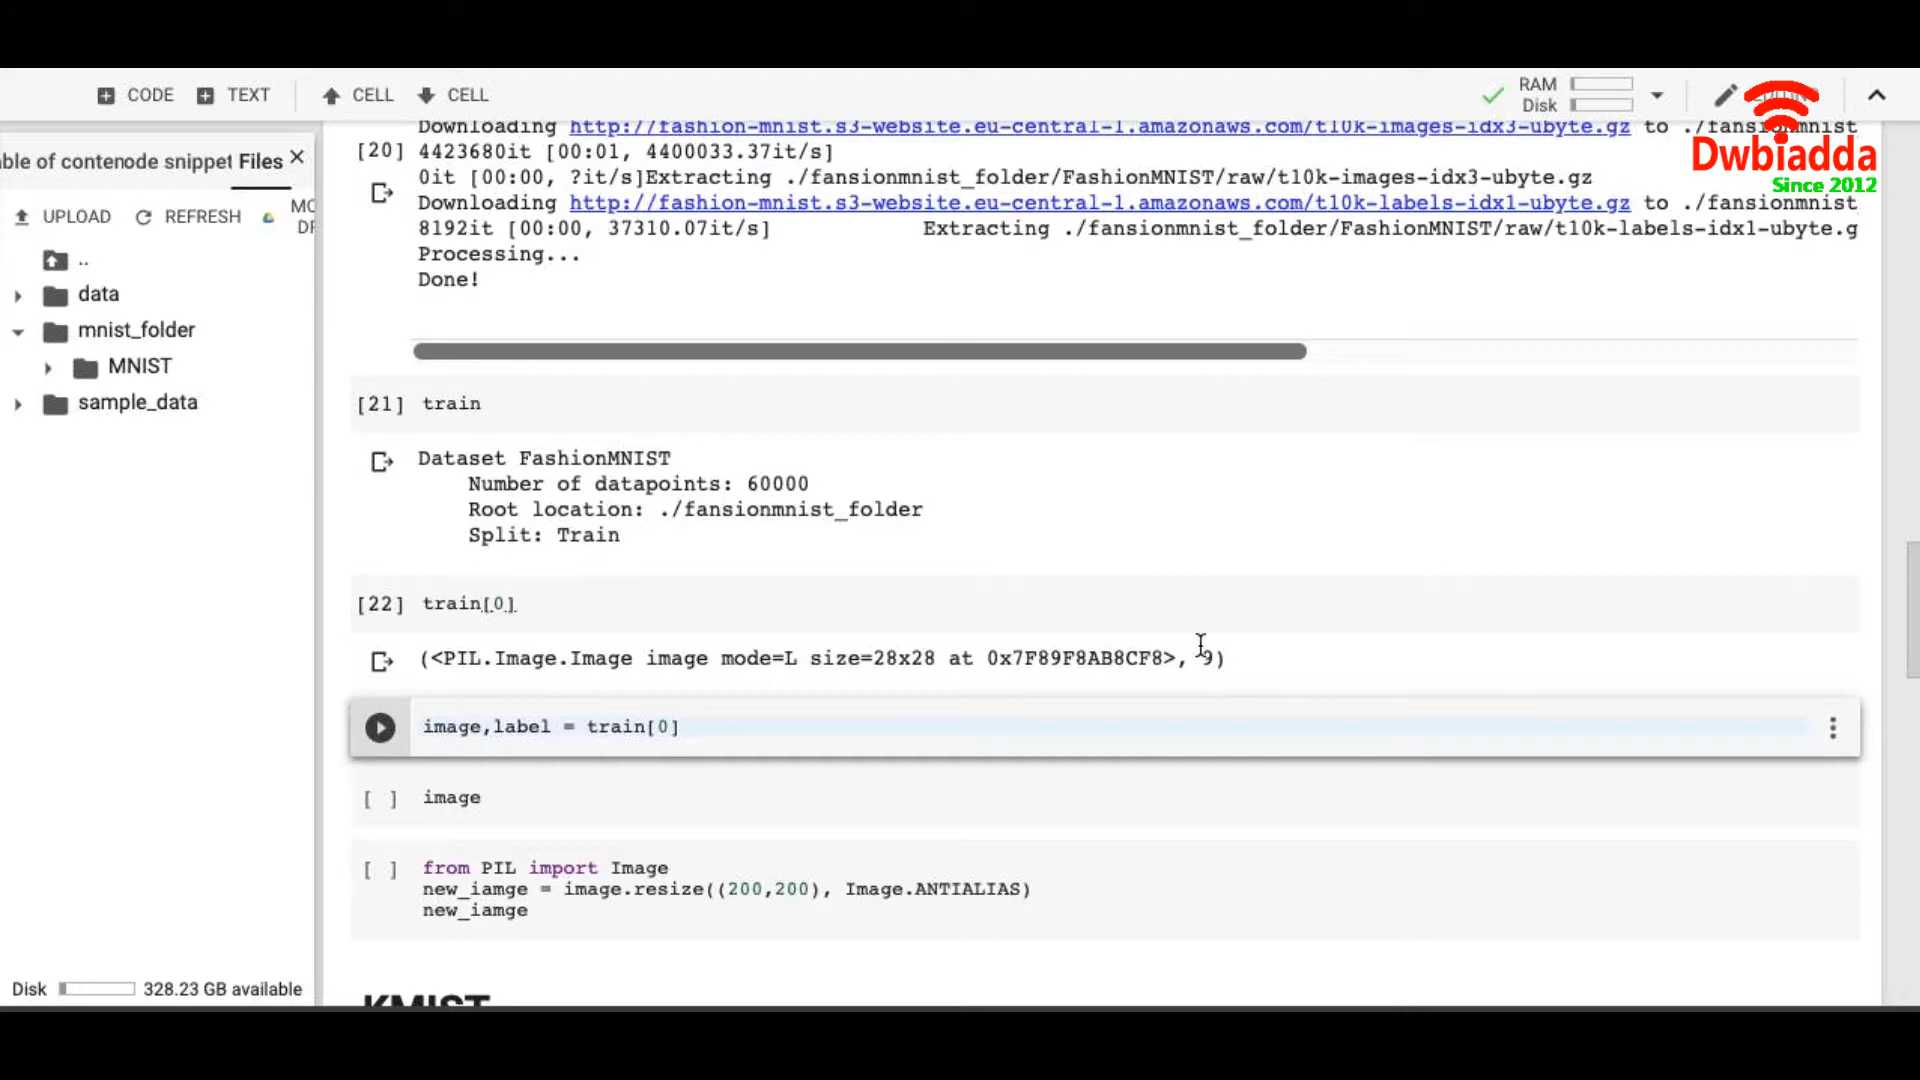 CODE TEXT CELL CELL
RAM
Disk
Dwbiadda
Since 2012
ble of contenode snippet Files
UPLOAD REFRESH
..
data
mnist_folder
MNIST
sample_data
Disk 328.23 GB available
Downloading http://fashion-mnist.s3-website.eu-central-1.amazonaws.com/t10k-images-idx3-ubyte.gz to ./fansionmnist
[20] 4423680it [00:01, 4400033.37it/s]
0it [00:00, ?it/s]Extracting ./fansionmnist_folder/FashionMNIST/raw/t10k-images-idx3-ubyte.gz
Downloading http://fashion-mnist.s3-website.eu-central-1.amazonaws.com/t10k-labels-idx1-ubyte.gz to ./fansionmnist
8192it [00:00, 37310.07it/s] Extracting ./fansionmnist_folder/FashionMNIST/raw/t10k-labels-idx1-ubyte.g
Processing...
Done!
[21] train
Dataset FashionMNIST
Number of datapoints: 60000
Root location: ./fansionmnist_folder
Split: Train
[22] train[0]
(<PIL.Image.Image image mode=L size=28x28 at 0x7F89F8AB8CF8>, 9)
image,label = train[0]
[ ] image
[ ] from PIL import Image
new_iamge = image.resize((200,200), Image.ANTIALIAS)
new_iamge
KMIST